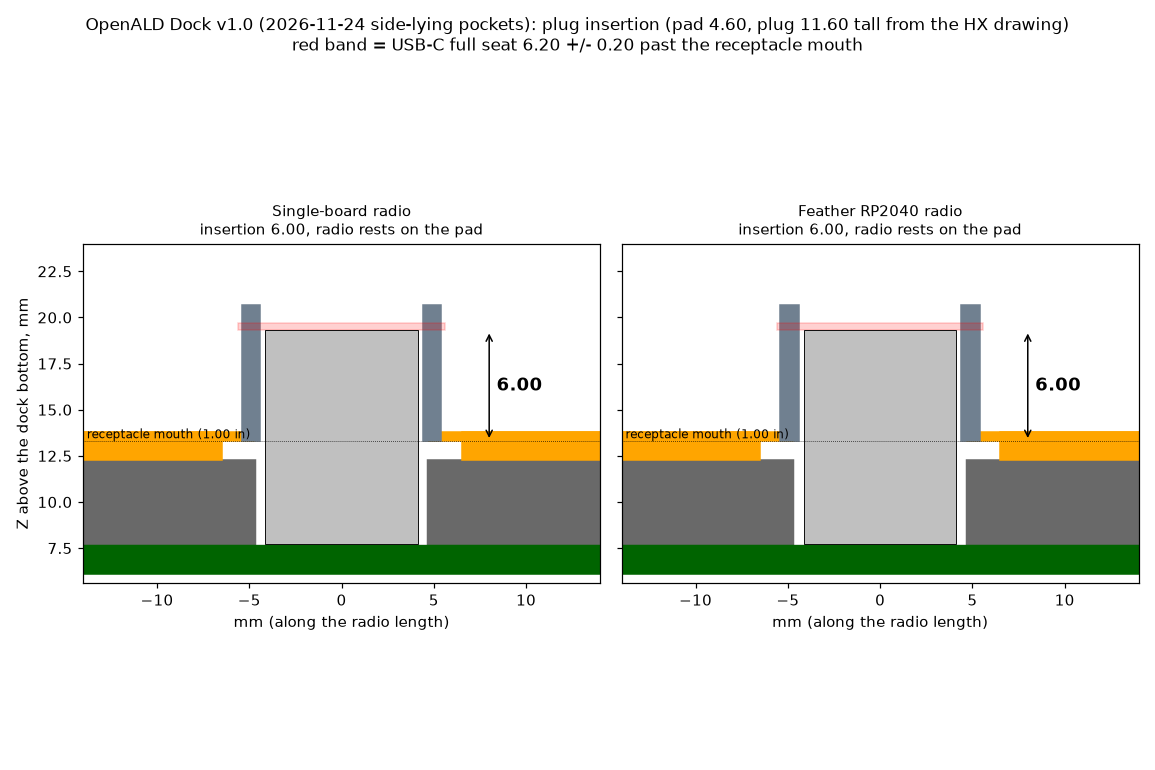 OpenALD Dock v1.0 (2026-11-24 side-lying pockets): plug insertion (pad 4.60, plug 11.60 tall from the HX drawing)
red band = USB-C full seat 6.20 +/- 0.20 past the receptacle mouth
Single-board radio
insertion 6.00, radio rests on the pad
Feather RP2040 radio
insertion 6.00, radio rests on the pad
Z above the dock bottom, mm
22.5
20.0
17.5
15.0
12.5
10.0
7.5
6.00
receptacle mouth (1.00 in)
6.00
receptacle mouth (1.00 in)
−10
−5
0
5
10
−10
−5
0
5
10
mm (along the radio length)
mm (along the radio length)